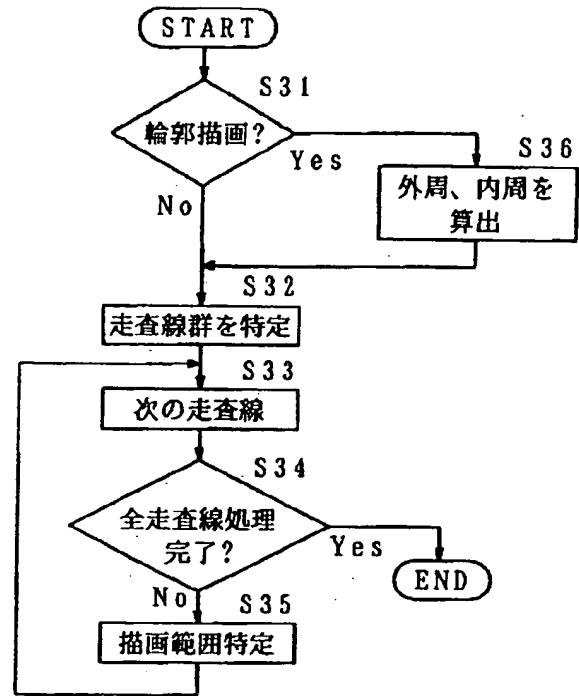 START
S31
輪郭描画?
Yes
S36
外周、内周を
算出
No
S32
走査線群を特定
S33
次の走査線
S34
全走査線処理
完了?
Yes
END
No
S35
描画範囲特定